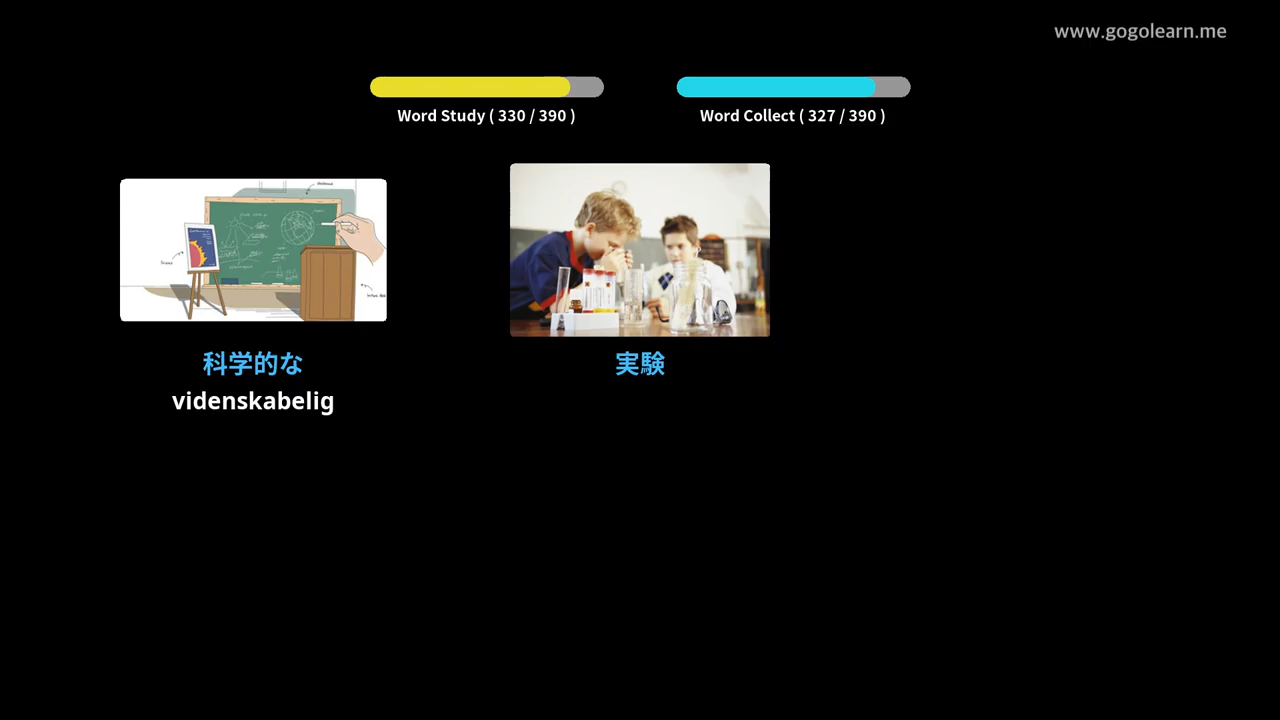 www.gogolearn.me
Word Study ( 330 / 390 )
Word Collect ( 327 / 390 )
科学的な
実験
videnskabelig